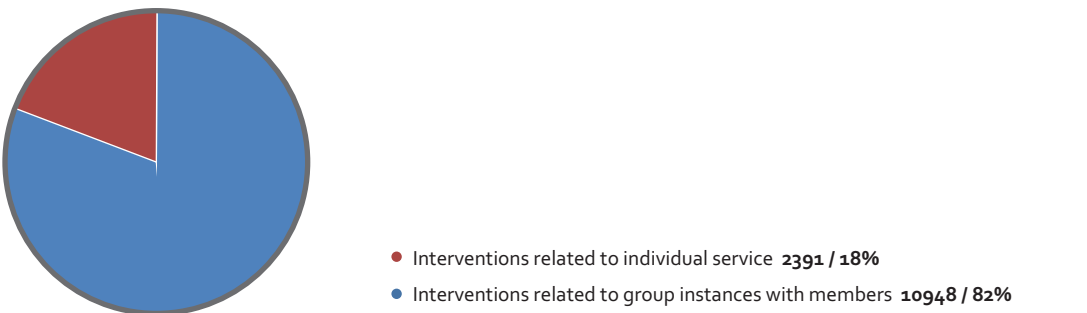 Interventions related to individual service 2391 / 18%
Interventions related to group instances with members 10948 / 82%